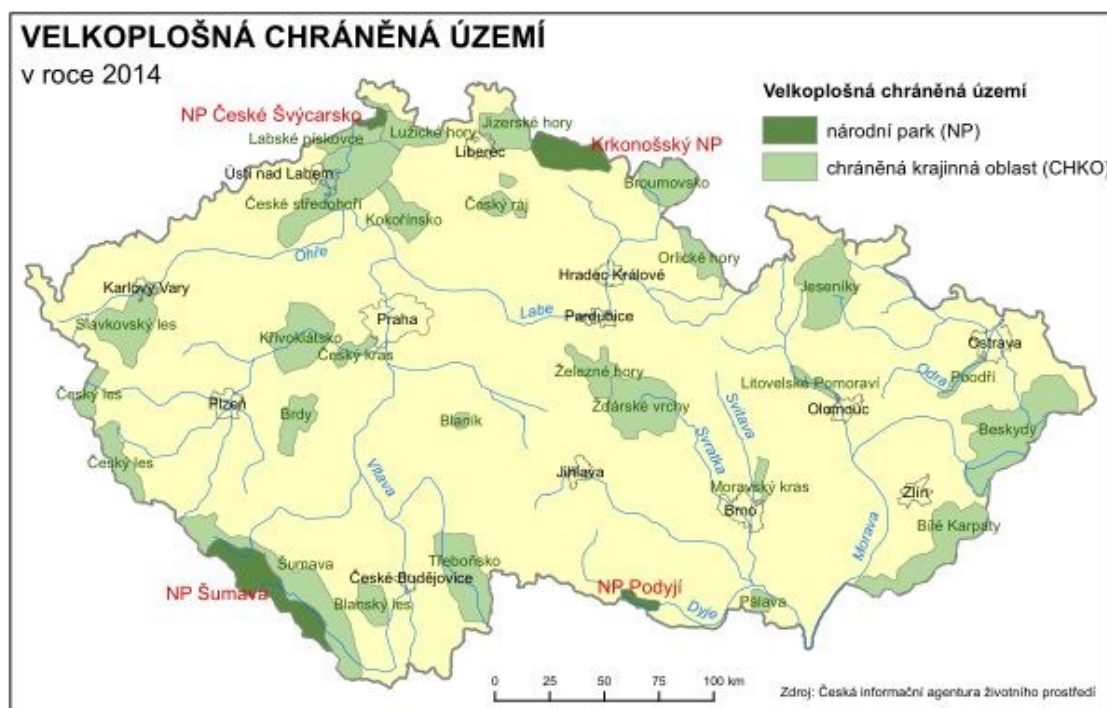 VELKOPLOŠNÁ CHRÁNĚNÁ ÚZEMÍ
v roce 2014
Velkoplošná chráněná území
národní park (NP)
chráněná krajinná oblast (CHKO)
NP České Švýcarsko
Labské pískovce
Lužické hory
Jizerské hory
Liberec
Krkonošský NP
Ústí nad Labem
Broumovsko
České středohoří
Kokořínsko
Český ráj
Ohře
Orlické hory
Hradec Králové
Karlovy Vary
Jeseníky
Labe
Pardubice
Praha
Slavkovský les
Křivoklátsko
Český kras
Ostrava
Železné hory
Odra
Poodří
Litovelské Pomoraví
Český les
Plzeň
Brdy
Blaník
Žďárské vrchy
Svitava
Olomouc
Beskydy
Český les
Svratka
Vltava
Jihlava
Moravský kras
Zlín
Brno
Morava
Bílé Karpaty
Šumava
Třeboňsko
České Budějovice
NP Šumava
Blanský les
NP Podyjí
Dyje
Pálava
0 25 50 75 100 km
Zdroj: Česká informační agentura životního prostředí